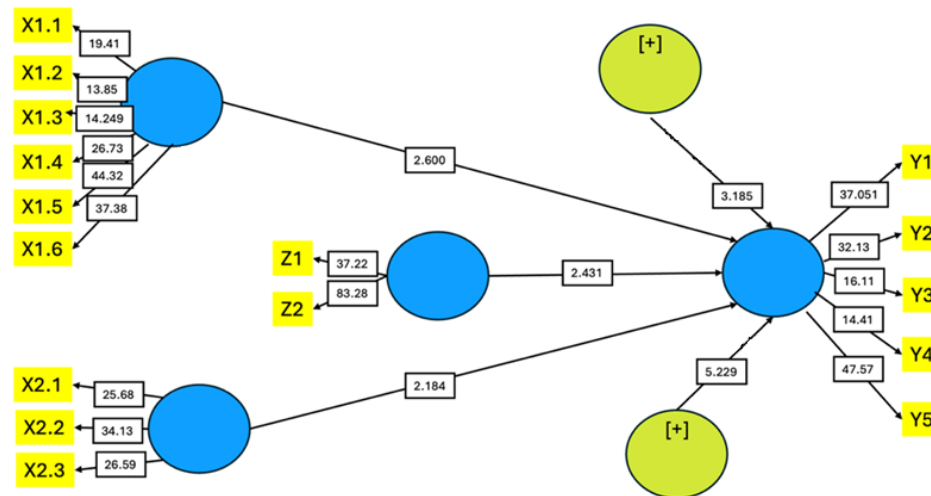 X1.1
19.41
X1.2
13.85
X1.3
14.249
X1.4
26.73
X1.5
44.32
X1.6
37.38
2.600
[+]
3.185
Z1
37.22
Z2
83.28
2.431
Y1
37.051
Y2
32.13
Y3
16.11
Y4
14.41
Y5
47.57
X2.1
25.68
X2.2
34.13
X2.3
26.59
2.184
5.229
[+]